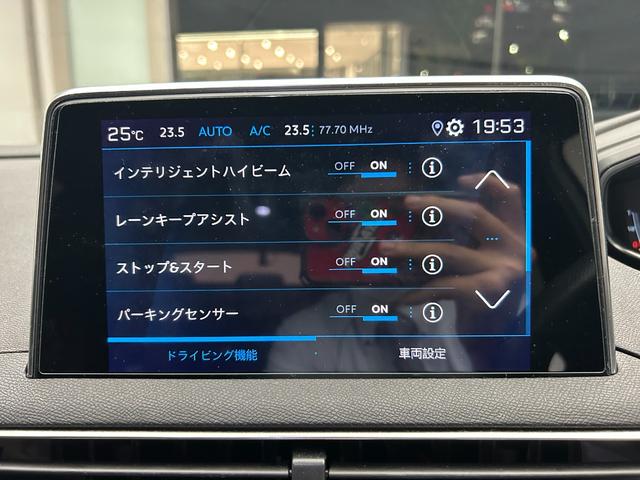 25℃ 23.5 AUTO A/C 23.5 77.70 MHz 19:53
インテリジェントハイビーム OFF ON i
レーンキープアシスト OFF ON i
ストップ&スタート OFF ON i
パーキングセンサー OFF ON i
ドライビング機能 車両設定